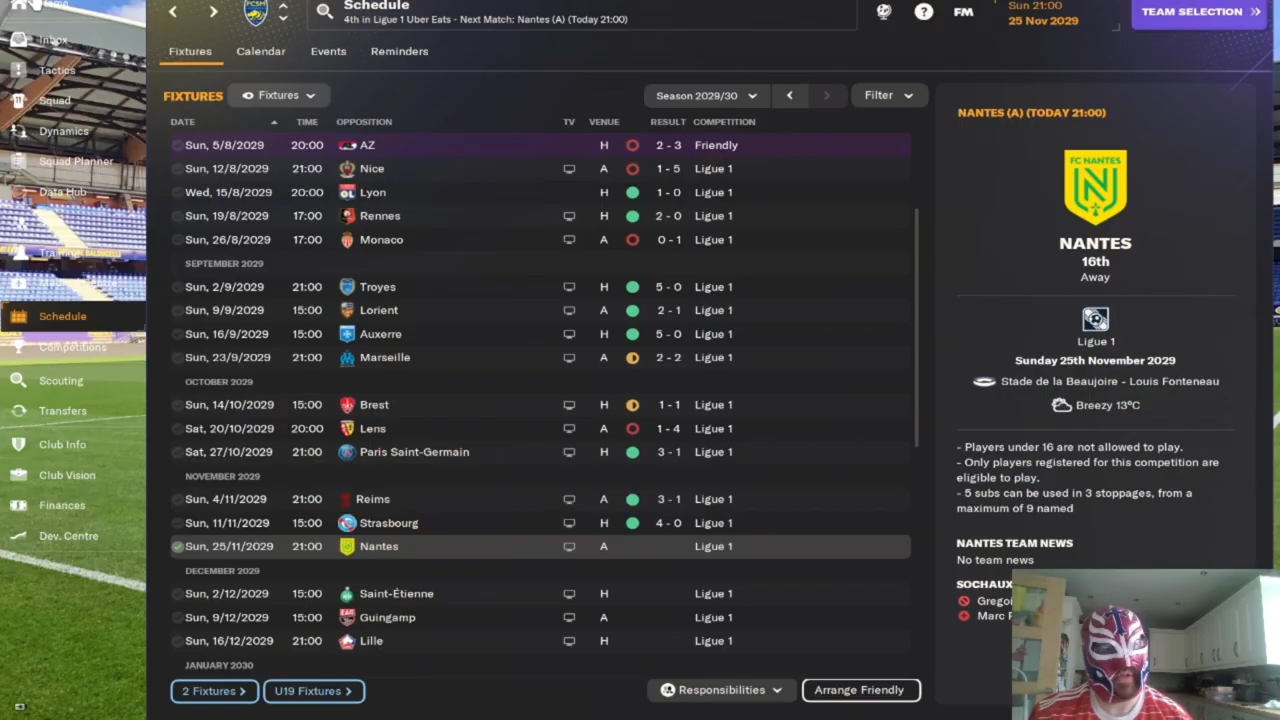 Schedule
4th in Ligue 1 Uber Eats - Next Match: Nantes (A) (Today 21:00)
FM
Sun 21:00
25 Nov 2029
TEAM SELECTION
Inbox
Tactics
Squad
Dynamics
Squad Planner
Data Hub
Schedule
Competitions
Scouting
Transfers
Club Info
Club Vision
Finances
Dev. Centre
Fixtures
Calendar
Events
Reminders
FIXTURES Fixtures Season 2029/30 Filter
DATE TIME OPPOSITION TV VENUE RESULT COMPETITION
Sun, 5/8/2029 20:00 AZ H 2 - 3 Friendly
Sun, 12/8/2029 21:00 Nice A 1 - 5 Ligue 1
Wed, 15/8/2029 20:00 Lyon H 1 - 0 Ligue 1
Sun, 19/8/2029 17:00 Rennes H 2 - 0 Ligue 1
Sun, 26/8/2029 17:00 Monaco A 0 - 1 Ligue 1
SEPTEMBER 2029
Sun, 2/9/2029 21:00 Troyes H 5 - 0 Ligue 1
Sun, 9/9/2029 15:00 Lorient A 2 - 1 Ligue 1
Sun, 16/9/2029 15:00 Auxerre H 5 - 0 Ligue 1
Sun, 23/9/2029 21:00 Marseille A 2 - 2 Ligue 1
OCTOBER 2029
Sun, 14/10/2029 15:00 Brest H 1 - 1 Ligue 1
Sat, 20/10/2029 20:00 Lens A 1 - 4 Ligue 1
Sat, 27/10/2029 21:00 Paris Saint-Germain H 3 - 1 Ligue 1
NOVEMBER 2029
Sun, 4/11/2029 21:00 Reims A 3 - 1 Ligue 1
Sun, 11/11/2029 15:00 Strasbourg H 4 - 0 Ligue 1
Sun, 25/11/2029 21:00 Nantes A Ligue 1
DECEMBER 2029
Sun, 2/12/2029 15:00 Saint-Étienne H Ligue 1
Sun, 9/12/2029 15:00 Guingamp A Ligue 1
Sun, 16/12/2029 21:00 Lille H Ligue 1
JANUARY 2030
2 Fixtures >
U19 Fixtures >
Responsibilities
Arrange Friendly
NANTES (A) (TODAY 21:00)
FC NANTES
NANTES
16th
Away
Ligue 1
Sunday 25th November 2029
Stade de la Beaujoire - Louis Fonteneau
Breezy 13ºC
- Players under 16 are not allowed to play.
- Only players registered for this competition are
eligible to play.
- 5 subs can be used in 3 stoppages, from a
maximum of 9 named
NANTES TEAM NEWS
No team news
SOCHAUX
Marc